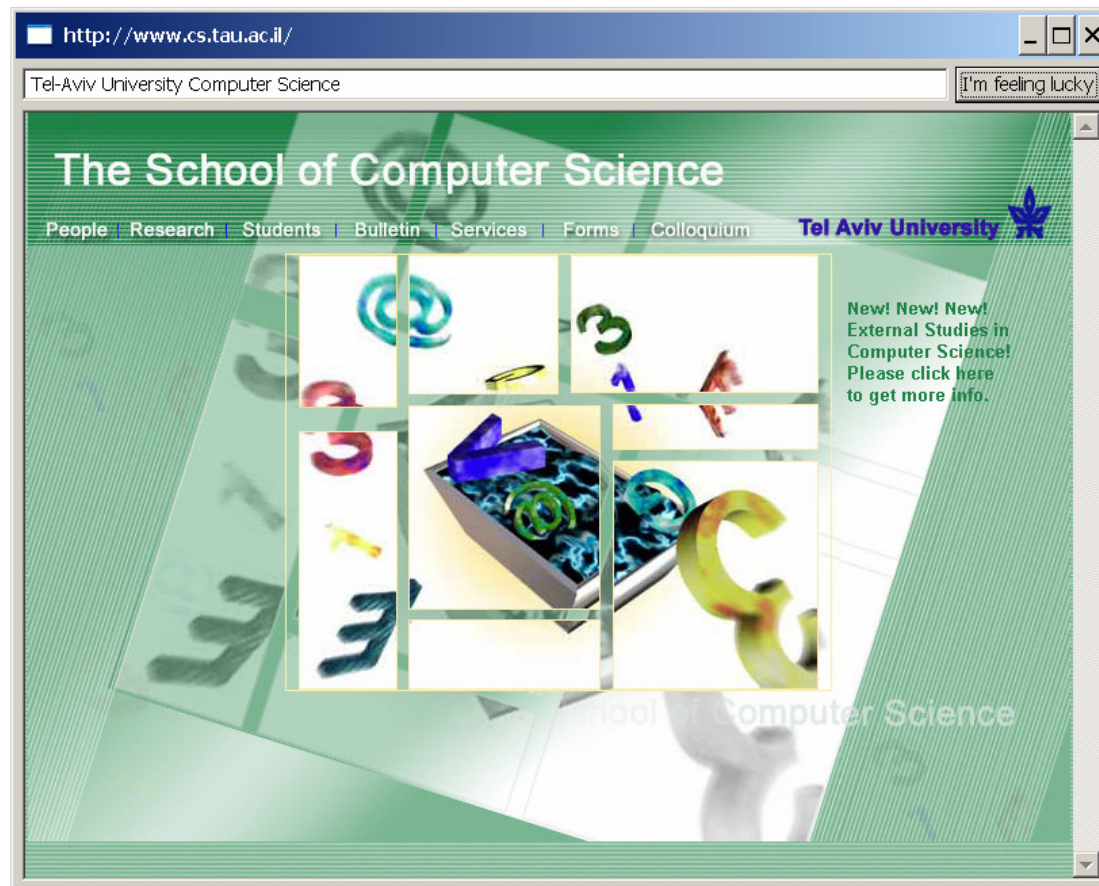 http://www.cs.tau.ac.il/
Tel-Aviv University Computer Science
I'm feeling lucky
The School of Computer Science
People | Research | Students | Bulletin | Services | Forms | Colloquium
Tel Aviv University
New! New! New!
External Studies in
Computer Science!
Please click here
to get more info.
School of Computer Science